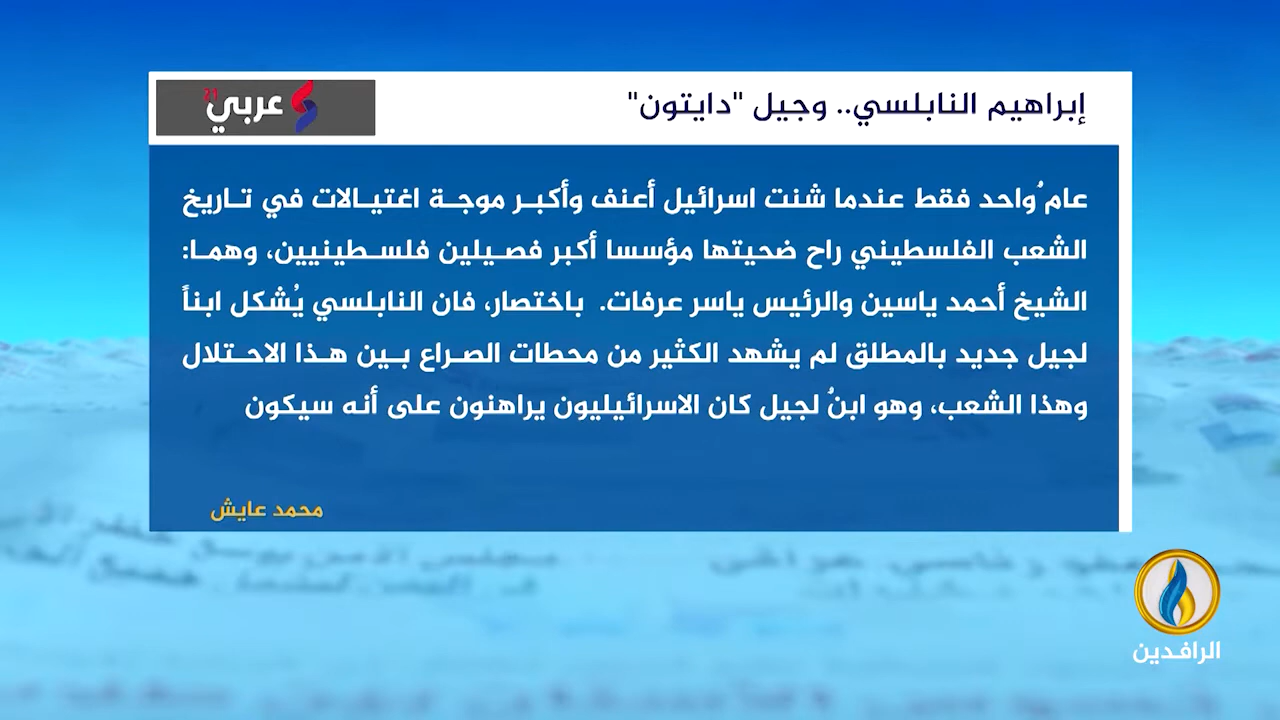 إبراهيم النابلسي.. وجيل "دايتون"
عربي 21
عامُ واحد فقط عندما شنت اسرائيل أعنف وأكبر موجة اغتيالات في تاريخ
الشعب الفلسطيني راح ضحيتها مؤسسا أكبر فصيلين فلسطينيين، وهما:
الشيخ أحمد ياسين والرئيس ياسر عرفات. باختصار، فان النابلسي يُشكل ابناً
لجيل جديد بالمطلق لم يشهد الكثير من محطات الصراع بين هذا الاحتلال
وهذا الشعب، وهو ابنُ لجيل كان الاسرائيليون يراهنون على أنه سيكون
محمد عايش
الرافدين